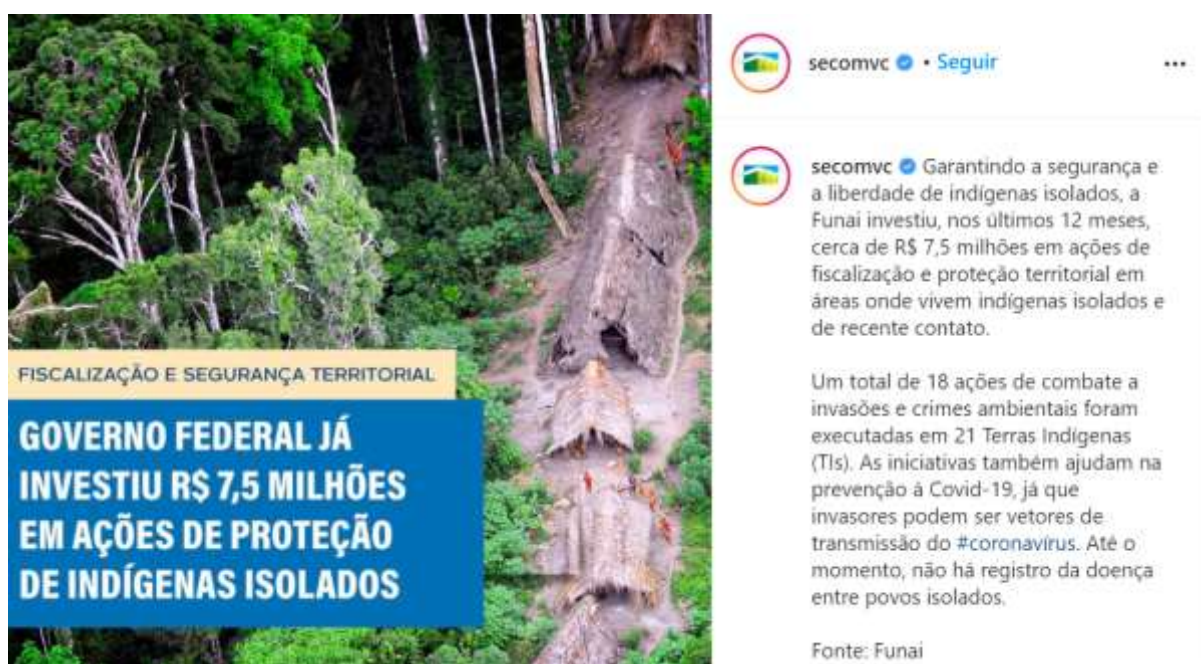 FISCALIZAÇÃO E SEGURANÇA TERRITORIAL
GOVERNO FEDERAL JÁ
INVESTIU R$ 7,5 MILHÕES
EM AÇÕES DE PROTEÇÃO
DE INDÍGENAS ISOLADOS
secomvc • Seguir
secomvc Garantindo a segurança e
a liberdade de indígenas isolados, a
Funai investiu, nos últimos 12 meses,
cerca de R$ 7,5 milhões em ações de
fiscalização e proteção territorial em
áreas onde vivem indígenas isolados e
de recente contato.
Um total de 18 ações de combate a
invasões e crimes ambientais foram
executadas em 21 Terras Indígenas
(TIs). As iniciativas também ajudam na
prevenção à Covid-19, já que
invasores podem ser vetores de
transmissão do #coronavírus. Até o
momento, não há registro da doença
entre povos isolados.
Fonte: Funai